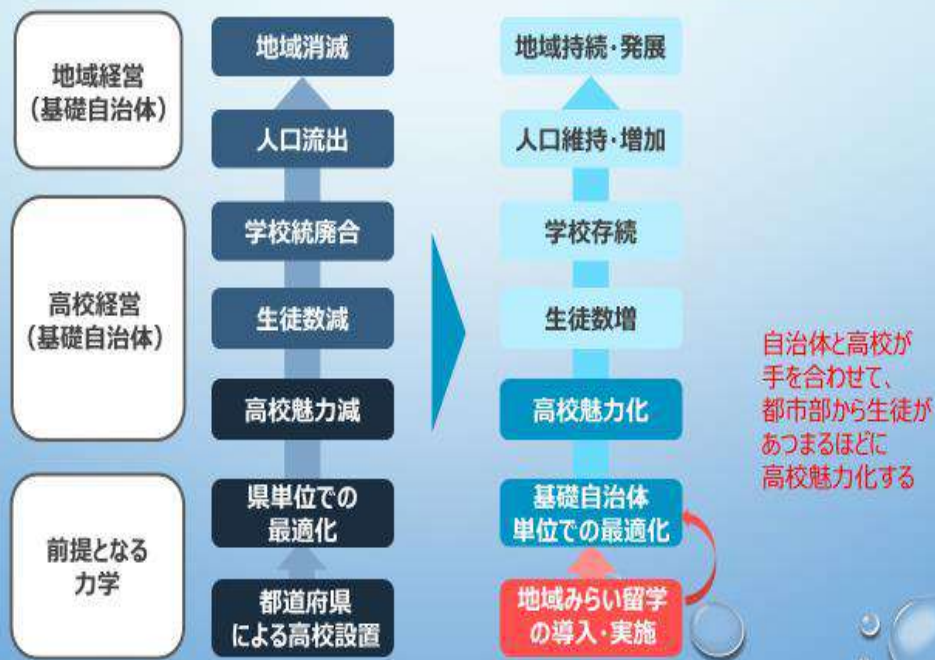 地域経営
（基礎自治体）
地域消滅
地域持続・発展
人口流出
人口維持・増加
高校経営
（基礎自治体）
学校統廃合
学校存続
生徒数減
生徒数増
高校魅力減
高校魅力化
自治体と高校が
手を合わせて、
都市部から生徒が
あつまるほどに
高校魅力化する
前提となる
力学
県単位での
最適化
基礎自治体
単位での最適化
都道府県
による高校設置
地域みらい留学
の導入・実施